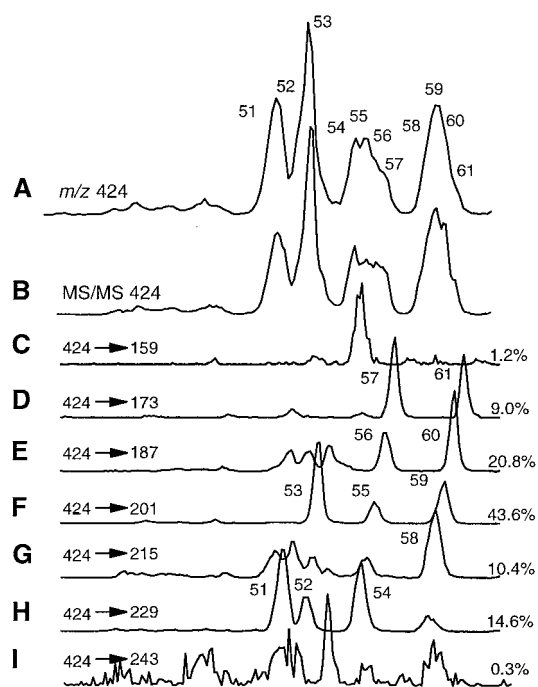 53
52
59
51
55
58
60
54
56
57
61
A
m/z 424
B
MS/MS 424
C
424 → 159
1.2%
57
61
D
424 → 173
9.0%
56
60
E
424 → 187
20.8%
53
55
59
F
424 → 201
43.6%
58
G
424 → 215
10.4%
51
52
54
H
424 → 229
14.6%
I
424 → 243
0.3%